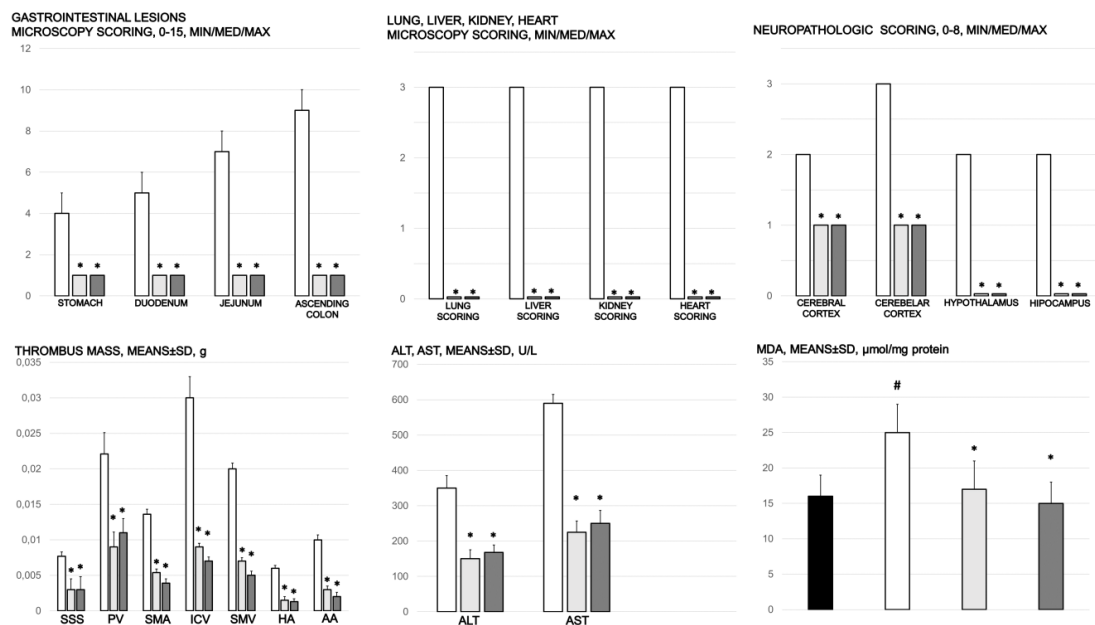 GASTROINTESTINAL LESIONS
MICROSCOPY SCORING, 0-15, MIN/MED/MAX
12
10
8
6
4
2
0
* *
* *
* *
* *
STOMACH
DUODENUM
JEJUNUM
ASCENDING
COLON
LUNG, LIVER, KIDNEY, HEART
MICROSCOPY SCORING, MIN/MED/MAX
3
3
2
2
1
1
0
* *
* *
* *
* *
LUNG
SCORING
LIVER
SCORING
KIDNEY
SCORING
HEART
SCORING
NEUROPATHOLOGIC SCORING, 0-8, MIN/MED/MAX
3
2
1
0
* *
* *
* *
* *
CEREBRAL
CORTEX
CEREBELAR
CORTEX
HYPOTHALAMUS
HIPOCAMPUS
THROMBUS MASS, MEANS±SD, g
0,035
0,03
0,025
0,02
0,015
0,01
0,005
0
* *
* *
* *
* *
* *
* *
* *
SSS
PV
SMA
ICV
SMV
HA
AA
ALT, AST, MEANS±SD, U/L
700
600
500
400
300
200
100
0
* *
* *
ALT
AST
MDA, MEANS±SD, µmol/mg protein
35
30
25
20
15
10
5
0
#
*
*